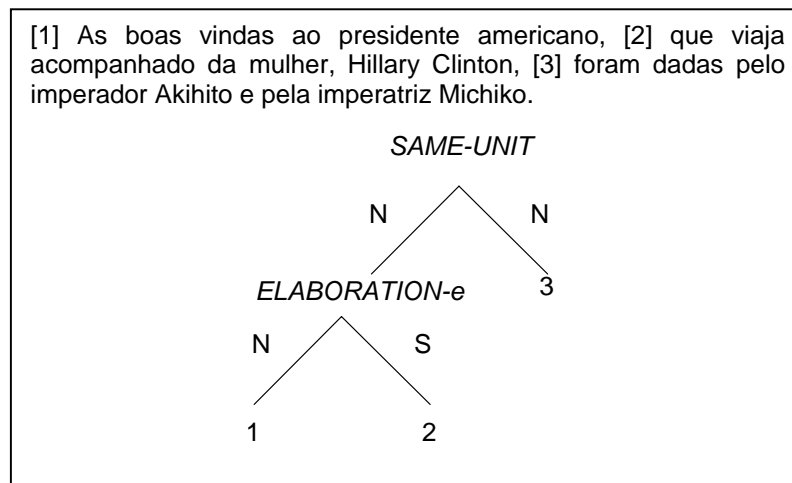 [1] As boas vindas ao presidente americano, [2] que viaja
acompanhado da mulher, Hillary Clinton, [3] foram dadas pelo
imperador Akihito e pela imperatriz Michiko.
SAME-UNIT
N N
ELABORATION-e 3
N S
1 2